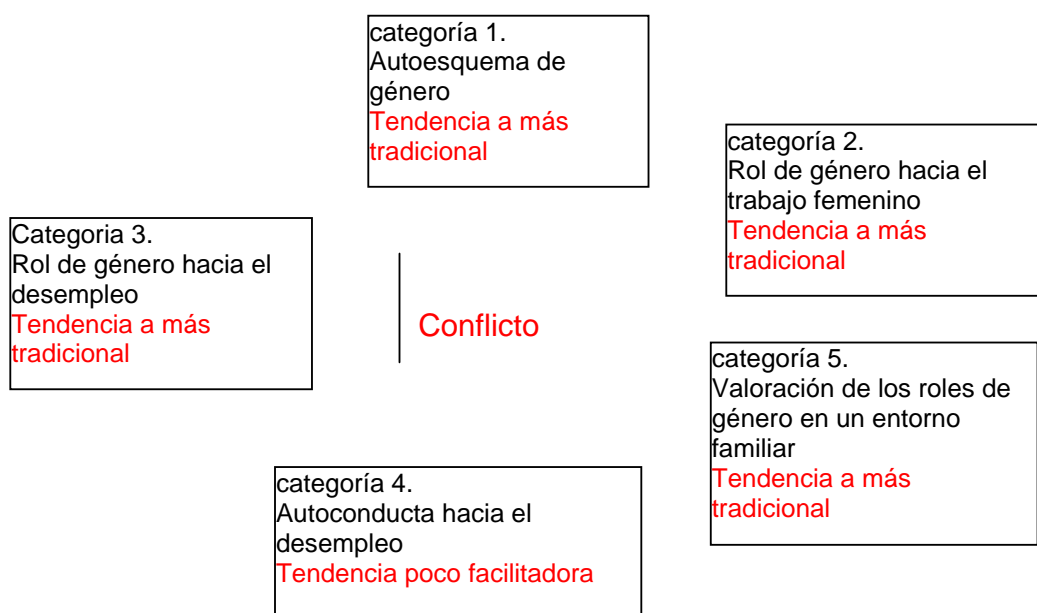 categoría 1.
Autoesquema de
género
Tendencia a más
tradicional
categoría 2.
Rol de género hacia el
trabajo femenino
Tendencia a más
tradicional
Categoria 3.
Rol de género hacia el
desempleo
Tendencia a más
tradicional
Conflicto
categoría 5.
Valoración de los roles de
género en un entorno
familiar
Tendencia a más
tradicional
categoría 4.
Autoconducta hacia el
desempleo
Tendencia poco facilitadora